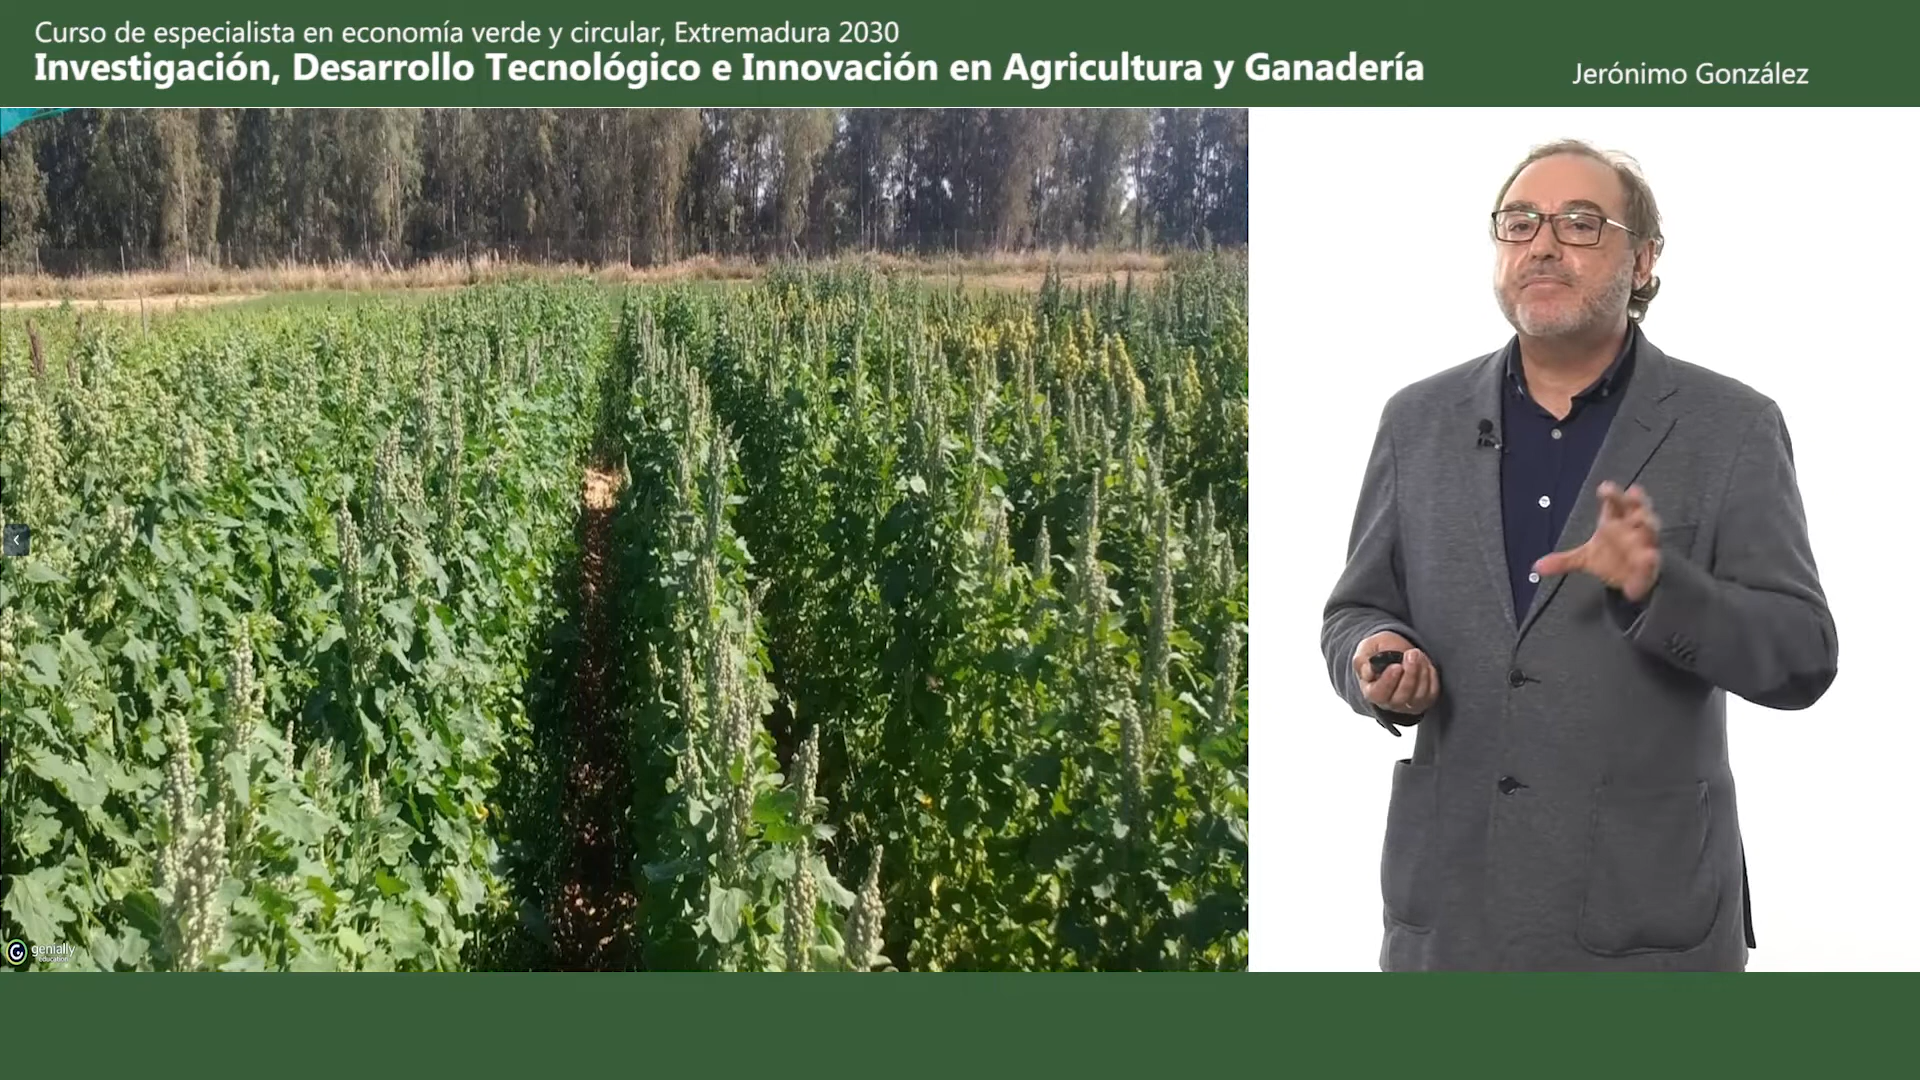 Curso de especialista en economía verde y circular, Extremadura 2030
Investigación, Desarrollo Tecnológico e Innovación en Agricultura y Ganadería
Jerónimo González
genially
education